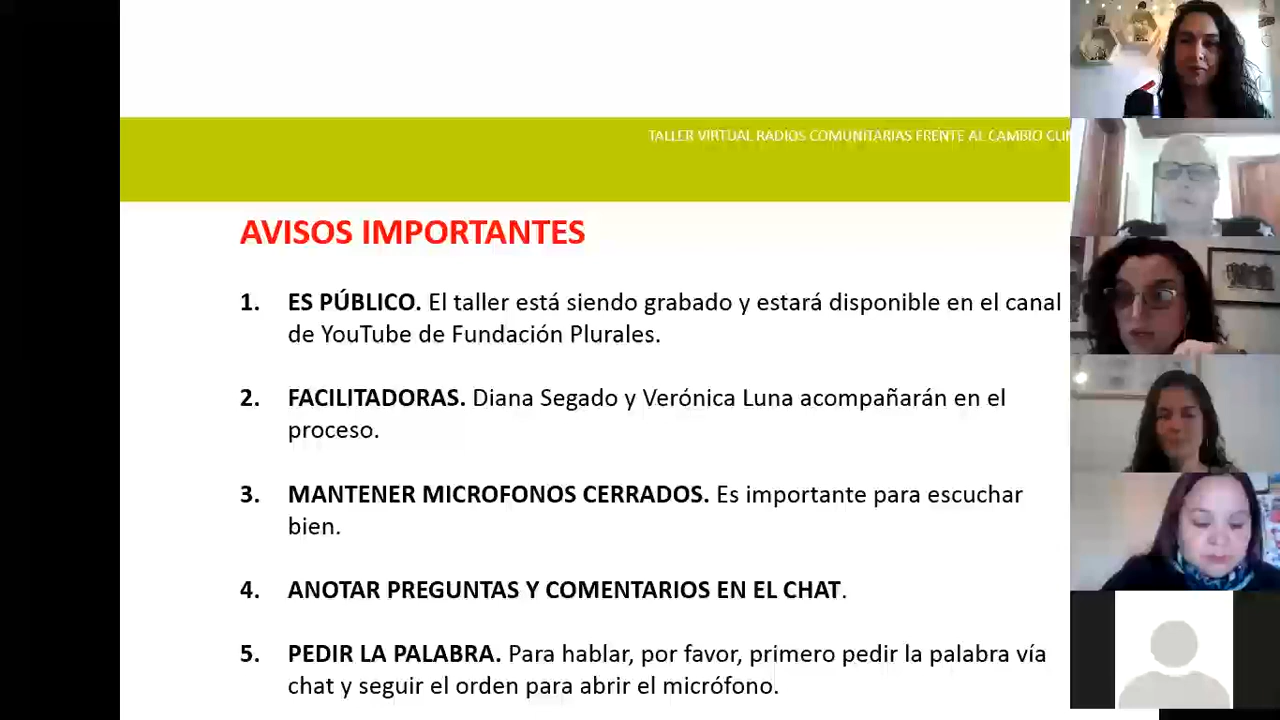 TALLER VIRTUAL RADIOS COMUNITARIAS FRENTE AL CAMBIO
AVISOS IMPORTANTES
1. ES PÚBLICO. El taller está siendo grabado y estará disponible en el canal
de YouTube de Fundación Plurales.
2. FACILITADORAS. Diana Segado y Verónica Luna acompañarán en el
proceso.
3. MANTENER MICROFONOS CERRADOS. Es importante para escuchar
bien.
4. ANOTAR PREGUNTAS Y COMENTARIOS EN EL CHAT.
5. PEDIR LA PALABRA. Para hablar, por favor, primero pedir la palabra vía
chat y seguir el orden para abrir el micrófono.